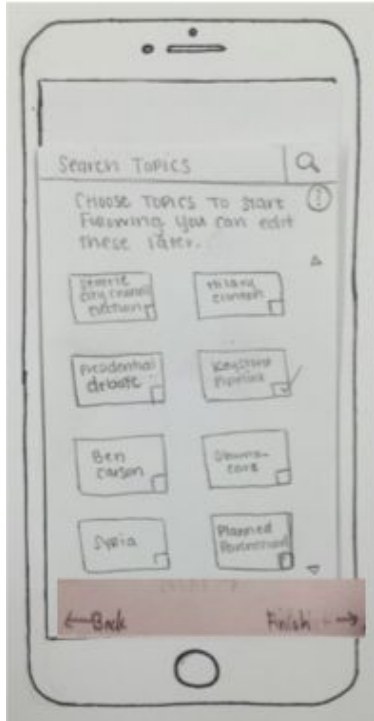 Search Topics
Choose Topics To start
Following you can edit
these later.
Seattle
city council
election
Hilary
Clinton
Presidential
debate
Keystone
Pipeline
Ben
Carson
Obama-
care
Syria
Planned
Parenthood
←Back
Finish →